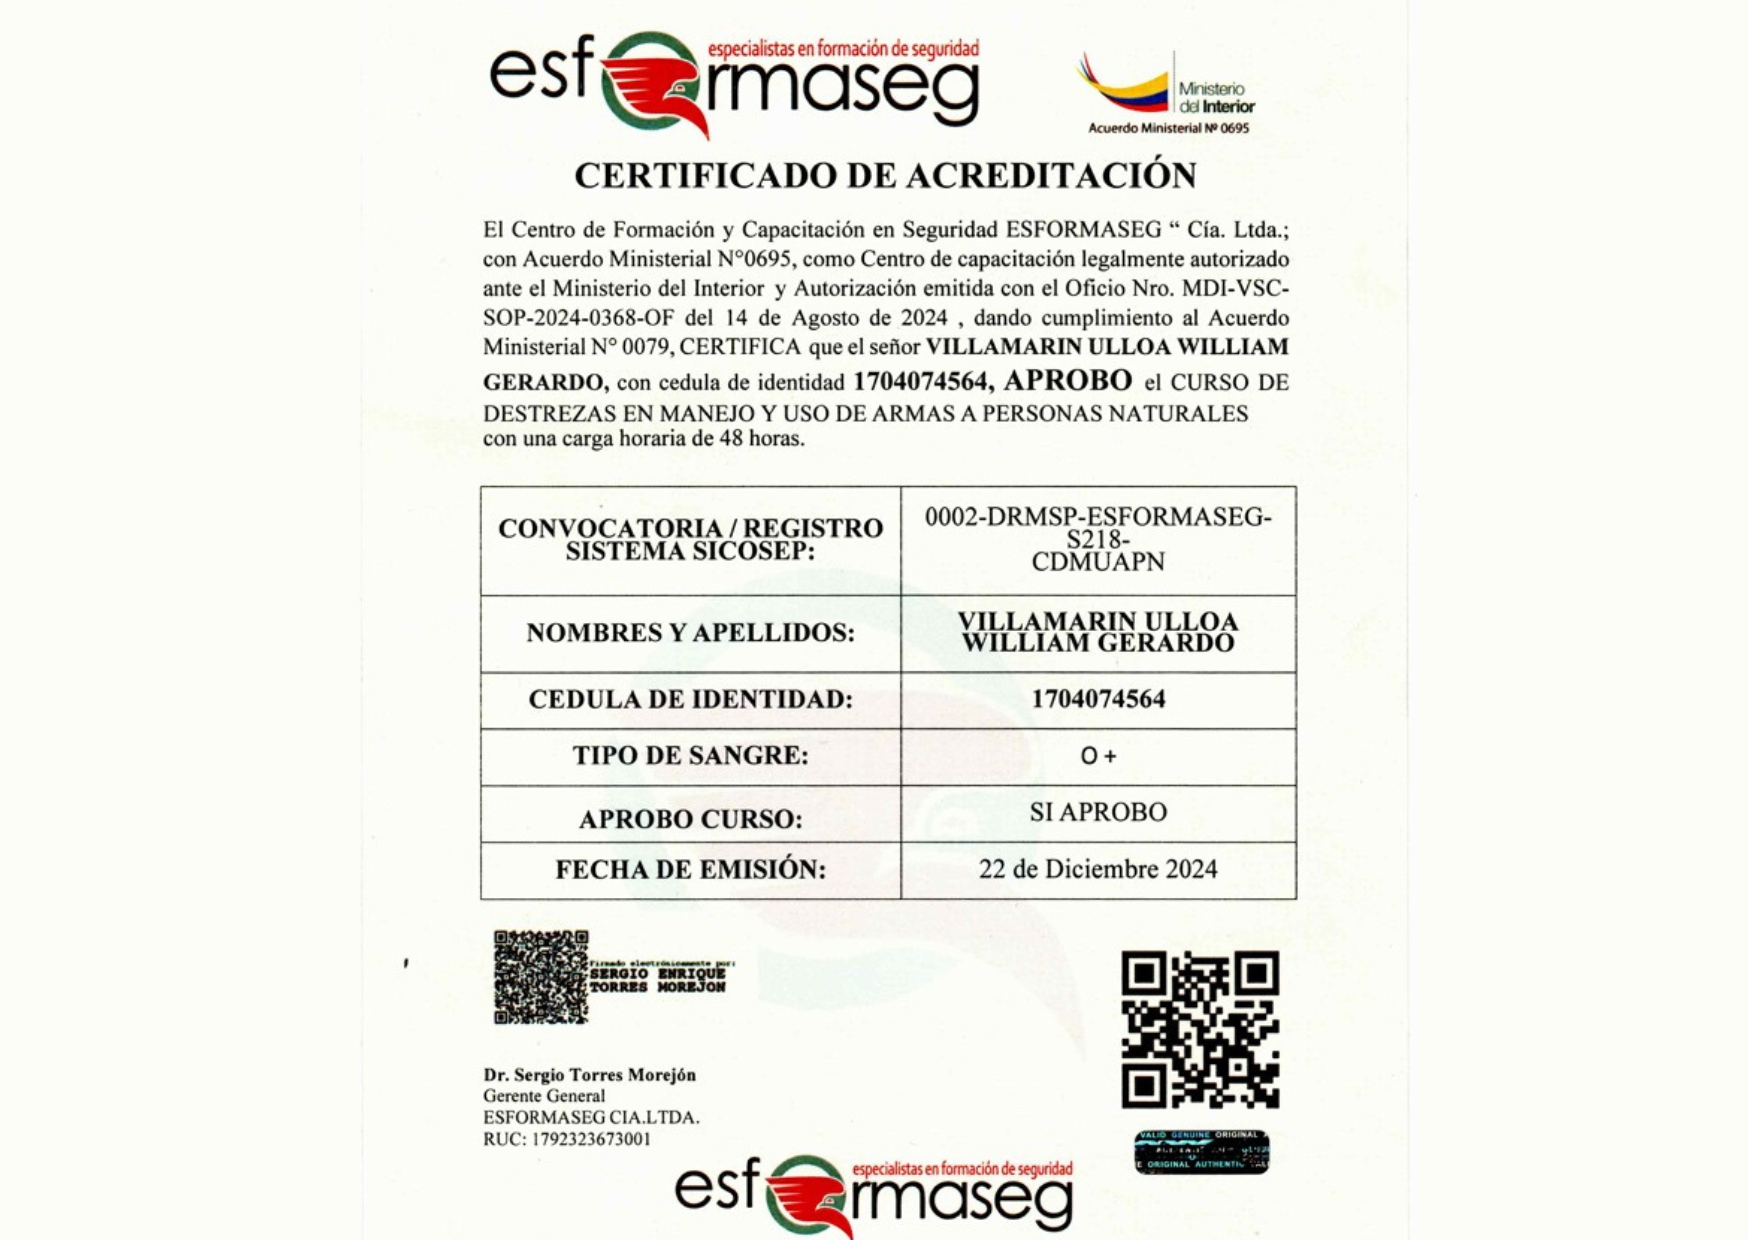 esformaseg
especialistas en formación de seguridad
Ministerio
del Interior
Acuerdo Ministerial Nº 0695
CERTIFICADO DE ACREDITACIÓN
El Centro de Formación y Capacitación en Seguridad ESFORMASEG “ Cía. Ltda.;
con Acuerdo Ministerial N°0695, como Centro de capacitación legalmente autorizado
ante el Ministerio del Interior y Autorización emitida con el Oficio Nro. MDI-VSC-
SOP-2024-0368-OF del 14 de Agosto de 2024 , dando cumplimiento al Acuerdo
Ministerial N° 0079, CERTIFICA que el señor VILLAMARIN ULLOA WILLIAM
GERARDO, con cedula de identidad 1704074564, APROBO el CURSO DE
DESTREZAS EN MANEJO Y USO DE ARMAS A PERSONAS NATURALES
con una carga horaria de 48 horas.
CONVOCATORIA / REGISTRO
SISTEMA SICOSEP:
0002-DRMSP-ESFORMASEG-
S218-
CDMUAPN
NOMBRES Y APELLIDOS:
VILLAMARIN ULLOA
WILLIAM GERARDO
CEDULA DE IDENTIDAD:
1704074564
TIPO DE SANGRE:
O +
APROBO CURSO:
SI APROBO
FECHA DE EMISIÓN:
22 de Diciembre 2024
Firmado electrónicamente por:
SERGIO ENRIQUE
TORRES MOREJON
Dr. Sergio Torres Morejón
Gerente General
ESFORMASEG CIA.LTDA.
RUC: 1792323673001
VALID GENUINE ORIGINAL
ORIGINAL AUTHENTIC
esformaseg
especialistas en formación de seguridad